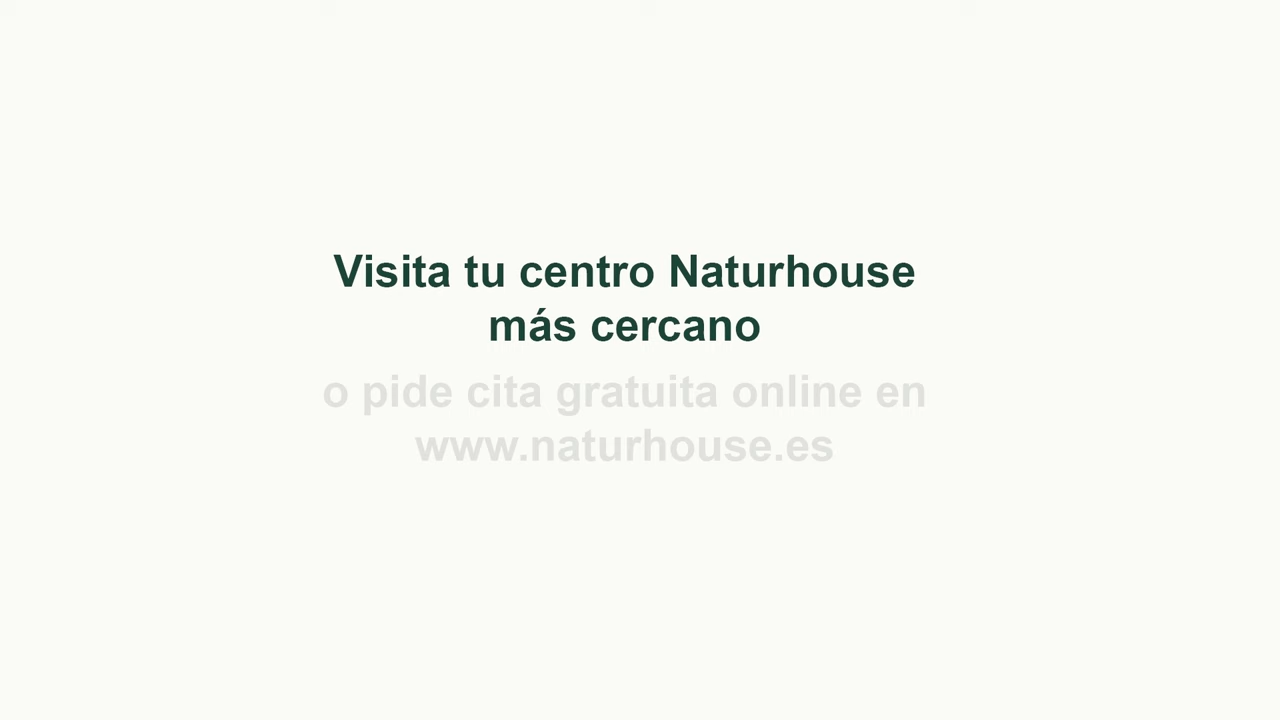 Visita tu centro Naturhouse
más cercano
o pide cita gratuita online en
www.naturhouse.es